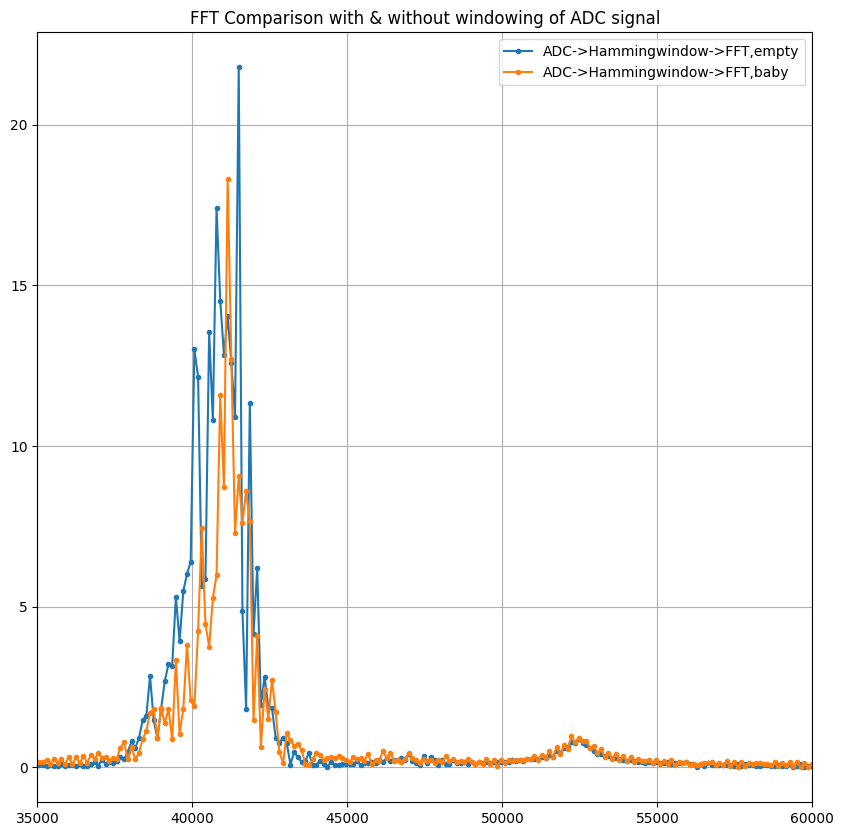 FFT Comparison with & without windowing of ADC signal
ADC->Hammingwindow->FFT,empty
ADC->Hammingwindow->FFT,baby
20
15
10
5
0
35000 40000 45000 50000 55000 60000